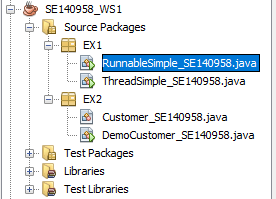 SE140958_WS1
Source Packages
EX1
RunnableSimple_SE140958.java
ThreadSimple_SE140958.java
EX2
Customer_SE140958.java
DemoCustomer_SE140958.java
Test Packages
Libraries
Test Libraries